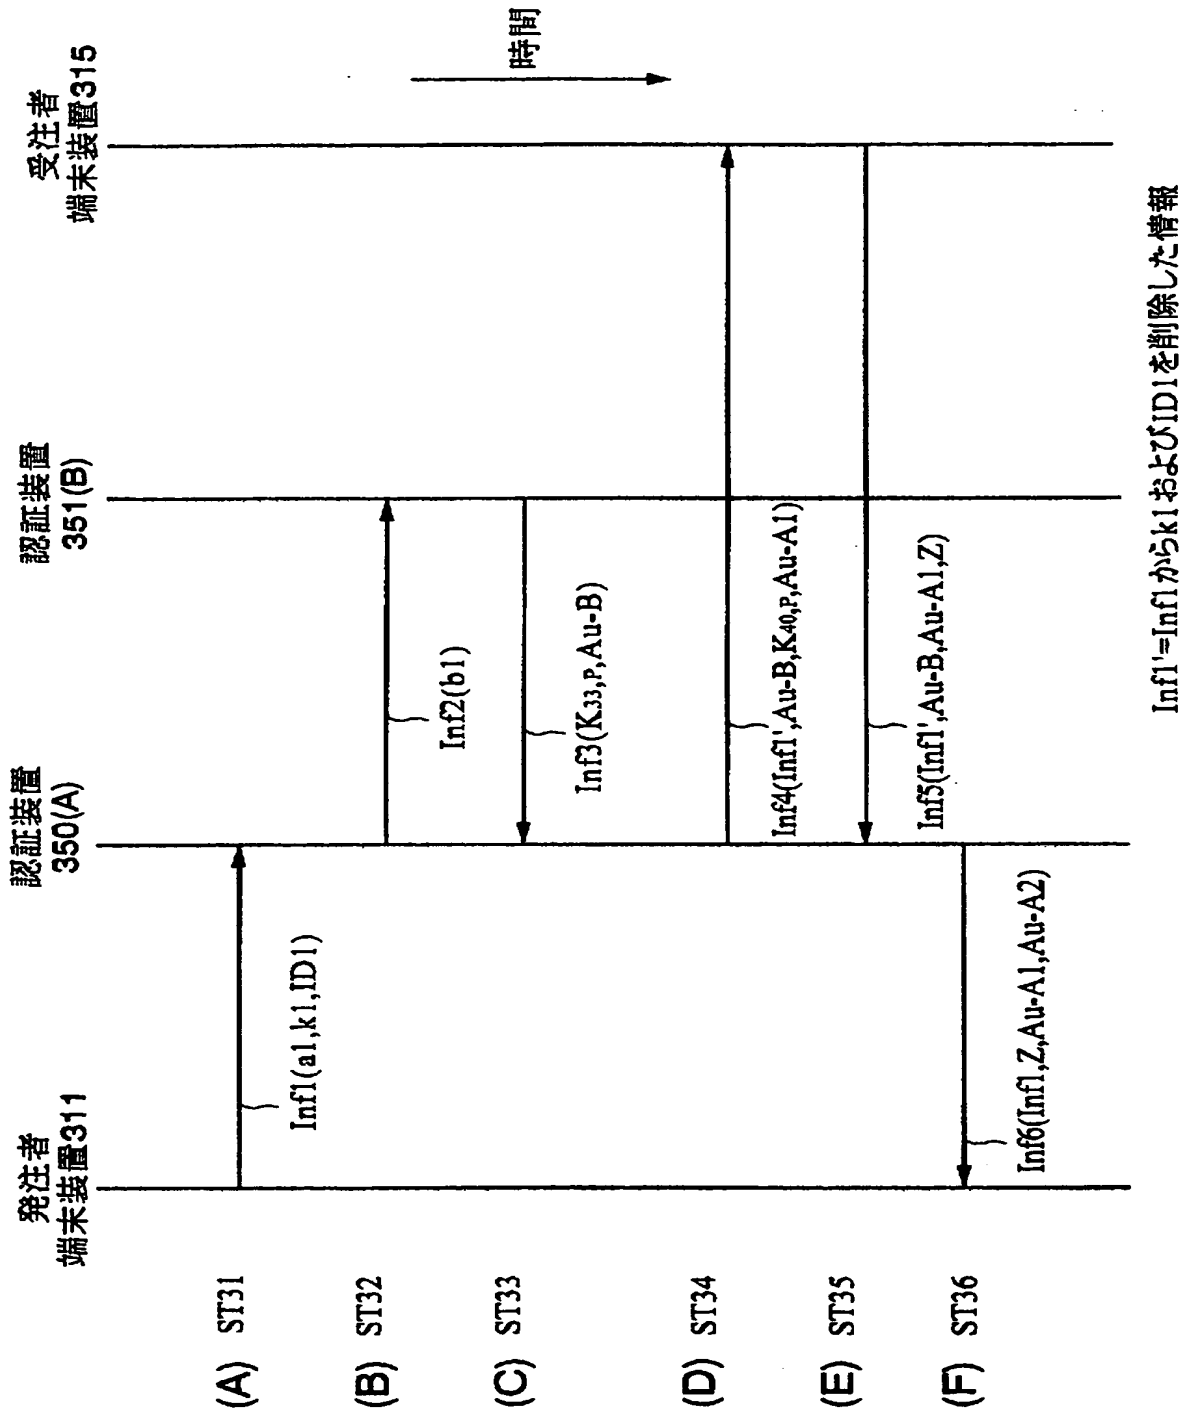 発注者
端末装置311
認証装置
350(A)
認証装置
351(B)
受注者
端末装置315
時間
(A) ST31
Inf1(a1,k1,ID1)
(B) ST32
Inf2(b1)
(C) ST33
Inf3(K33,P,Au-B)
(D) ST34
Inf4(Inf1',Au-B,K40,P,Au-A1)
(E) ST35
Inf5(Inf1',Au-B,Au-A1,Z)
(F) ST36
Inf6(Inf1,Z,Au-A1,Au-A2)
Inf1'=Inf1からk1およびID1を削除した情報